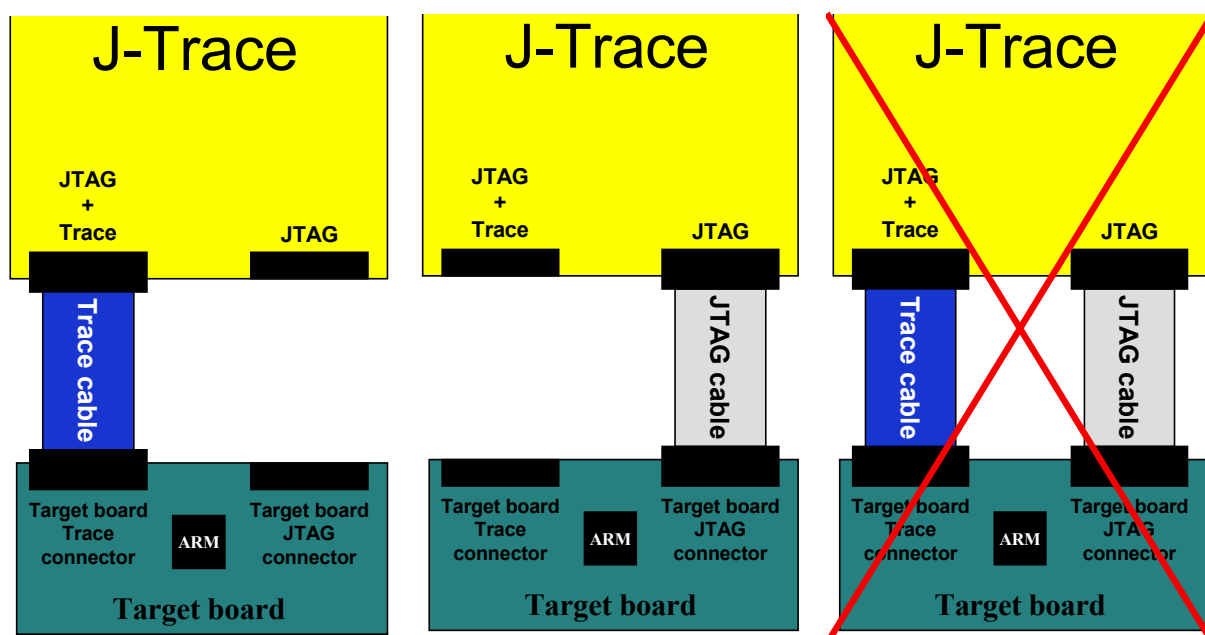 J-Trace
JTAG
+
Trace
JTAG
Trace cable
Target board
Trace
connector
ARM
Target board
JTAG
connector
Target board
J-Trace
JTAG
+
Trace
JTAG
JTAG cable
Target board
Trace
connector
ARM
Target board
JTAG
connector
Target board
J-Trace
JTAG
+
Trace
JTAG
Trace cable
JTAG cable
Target board
Trace
connector
ARM
Target board
JTAG
connector
Target board